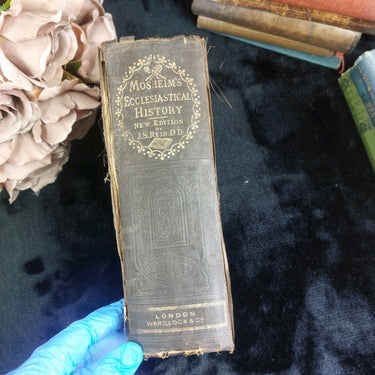 MOSHEIM'S
ECCLESIASTICAL
HISTORY
NEW EDITION
BY
J.S. REID. D.D
LONDON
WARD, LOCK & Co